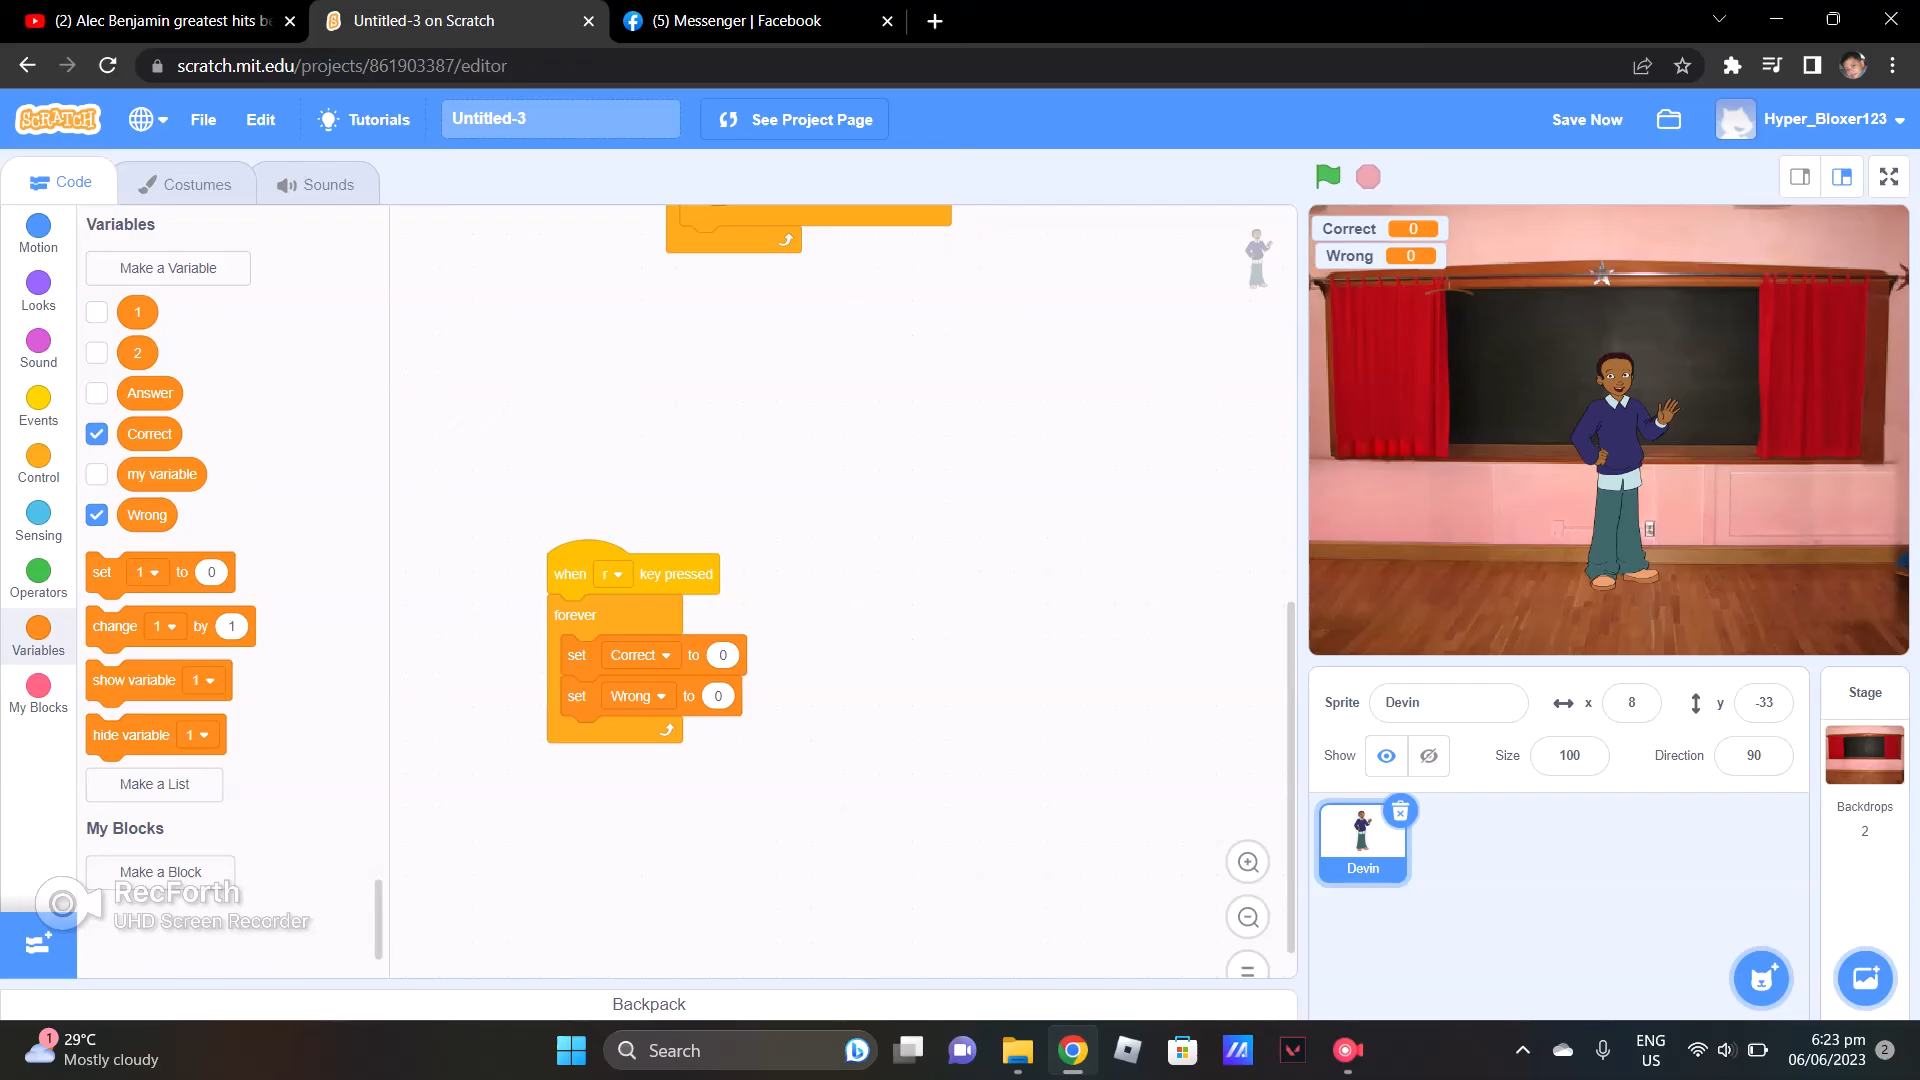 (2) Alec Benjamin greatest hits be
Untitled-3 on Scratch
(5) Messenger | Facebook
scratch.mit.edu/projects/861903387/editor
SCRATCH
File
Edit
Tutorials
Untitled-3
See Project Page
Save Now
Hyper_Bloxer123
Code
Costumes
Sounds
Motion
Looks
Sound
Events
Control
Sensing
Operators
Variables
My Blocks
Variables
Make a Variable
1
2
Answer
Correct
my variable
Wrong
set 1 to 0
change 1 by 1
show variable 1
hide variable 1
Make a List
My Blocks
Make a Block
RecForth
UHD Screen Recorder
when r key pressed
forever
set Correct to 0
set Wrong to 0
Backpack
Correct 0
Wrong 0
Sprite Devin x 8 y -33
Show Size 100 Direction 90
Devin
Stage
Backdrops
2
1
29°C
Mostly cloudy
Search
ENG
US
6:23 pm
06/06/2023
2